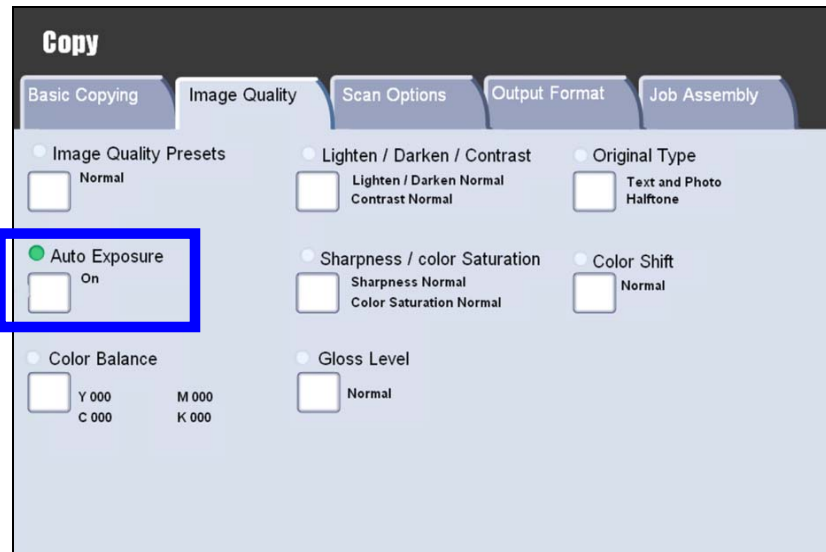 Copy
Basic Copying
Image Quality
Scan Options
Output Format
Job Assembly
Image Quality Presets
Normal
Lighten / Darken / Contrast
Lighten / Darken Normal
Contrast Normal
Original Type
Text and Photo
Halftone
Auto Exposure
On
Sharpness / color Saturation
Sharpness Normal
Color Saturation Normal
Color Shift
Normal
Color Balance
Y 000 M 000
C 000 K 000
Gloss Level
Normal